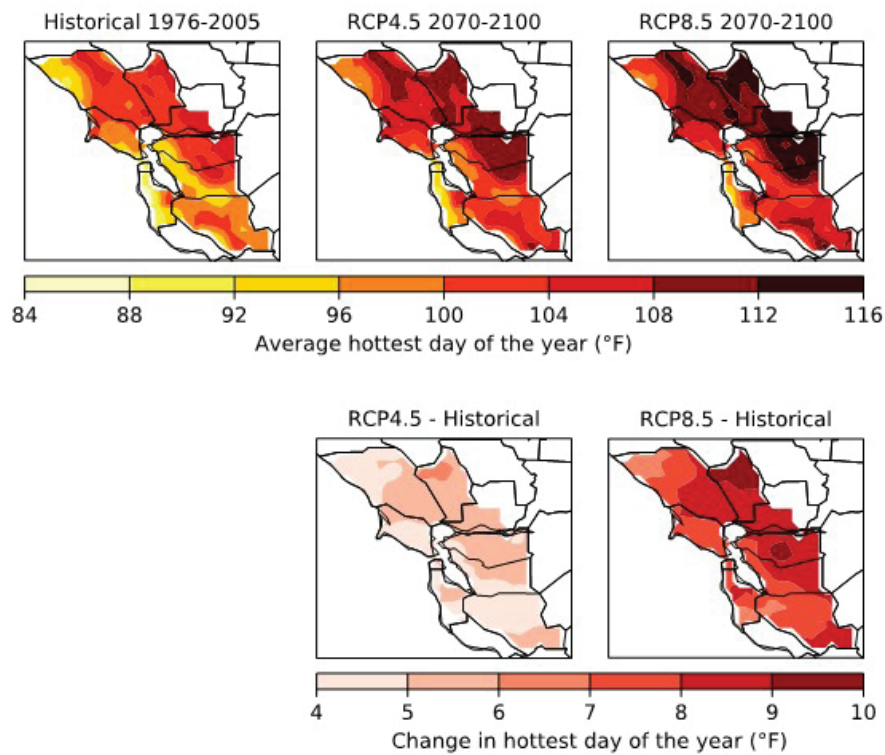 Historical 1976-2005 RCP4.5 2070-2100 RCP8.5 2070-2100
84 88 92 96 100 104 108 112 116
Average hottest day of the year (°F)
RCP4.5 - Historical RCP8.5 - Historical
4 5 6 7 8 9 10
Change in hottest day of the year (°F)